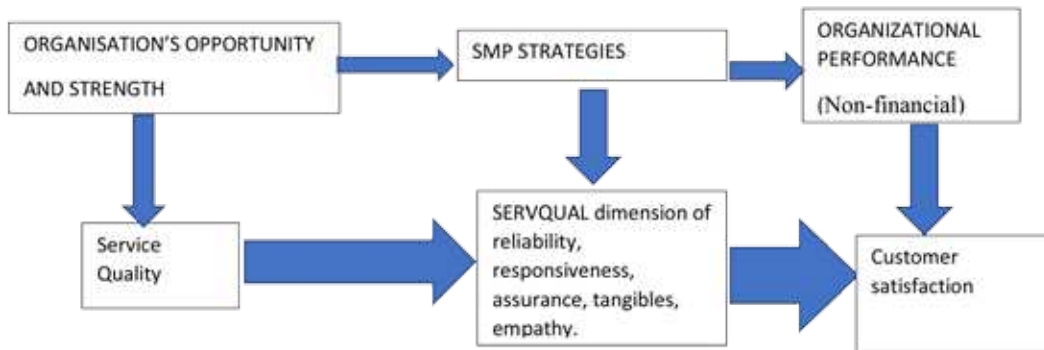 ORGANISATION'S OPPORTUNITY
AND STRENGTH
SMP STRATEGIES
ORGANIZATIONAL
PERFORMANCE
(Non-financial)
Service
Quality
SERVQUAL dimension of
reliability,
responsiveness,
assurance, tangibles,
empathy.
Customer
satisfaction